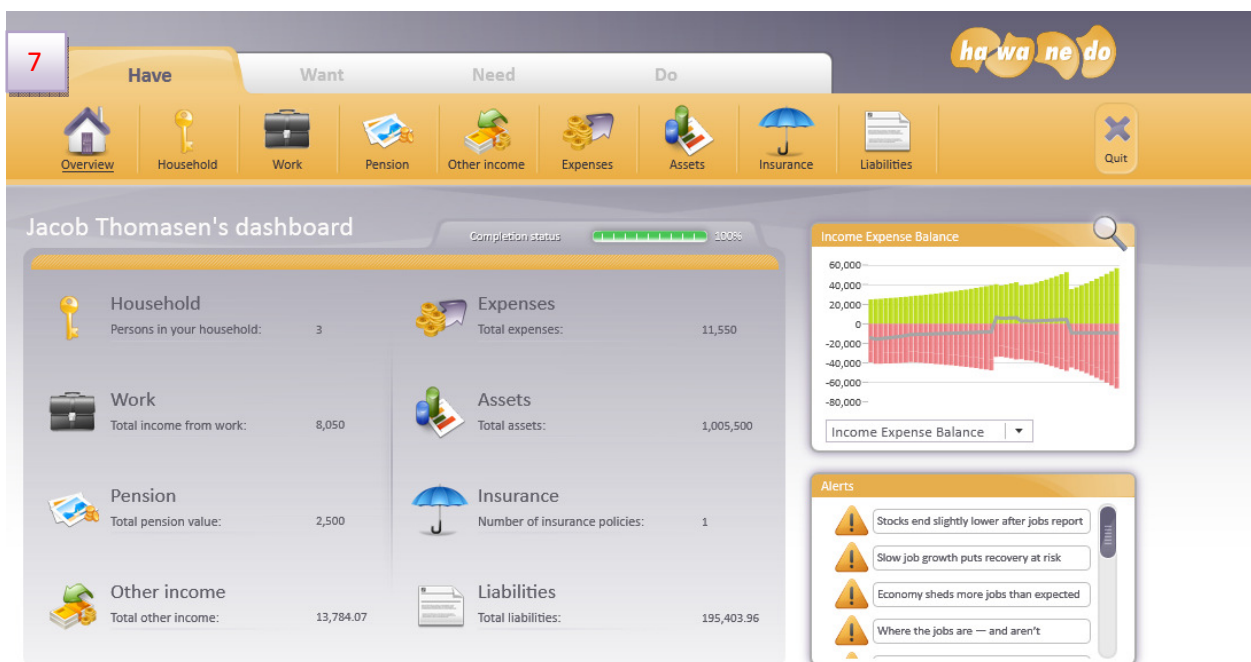 7
ha wa ne do
Have Want Need Do
Overview Household Work Pension Other income Expenses Assets Insurance Liabilities Quit
Jacob Thomasen's dashboard
Completion status 100%
Household
Persons in your household: 3
Expenses
Total expenses: 11,550
Work
Total income from work: 8,050
Assets
Total assets: 1,005,500
Pension
Total pension value: 2,500
Insurance
Number of insurance policies: 1
Other income
Total other income: 13,784.07
Liabilities
Total liabilities: 195,403.96
Income Expense Balance
60,000
40,000
20,000
0
-20,000
-40,000
-60,000
-80,000
Income Expense Balance
Alerts
Stocks end slightly lower after jobs report
Slow job growth puts recovery at risk
Economy sheds more jobs than expected
Where the jobs are — and aren't